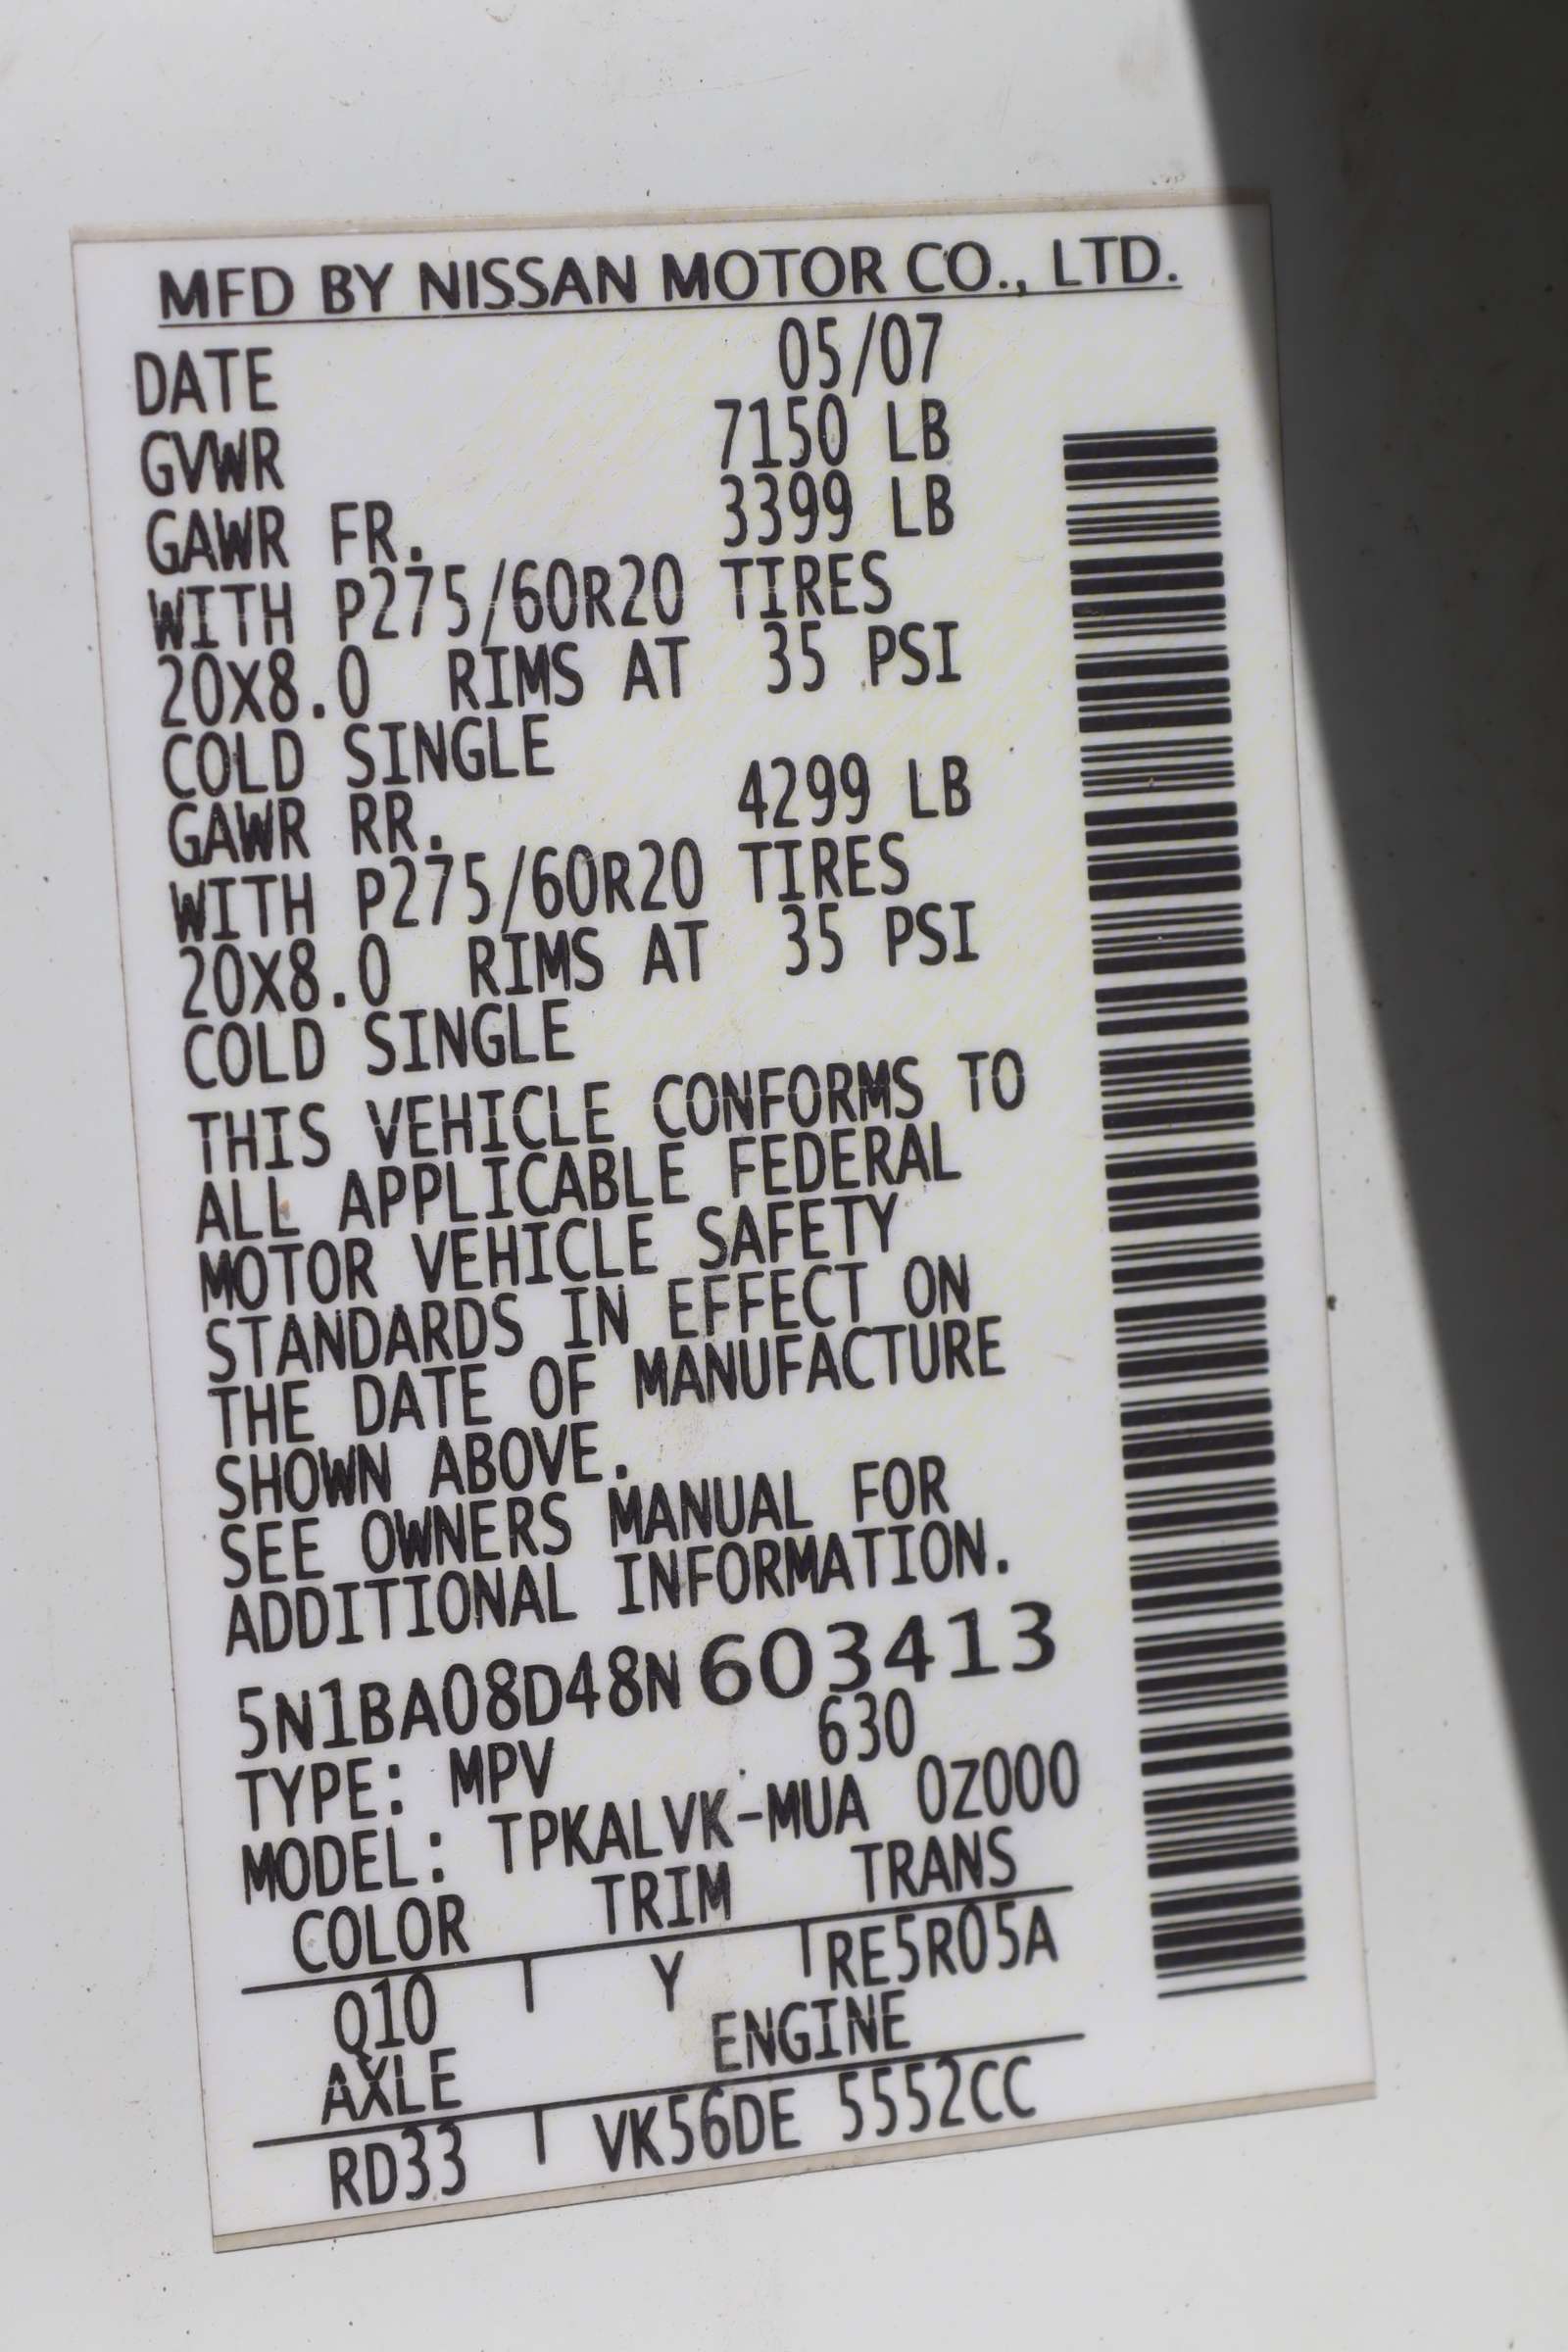 MFD BY NISSAN MOTOR CO., LTD.
DATE 05/07
GVWR 7150 LB
GAWR FR. 3399 LB
WITH P275/60R20 TIRES
20X8.0 RIMS AT 35 PSI
COLD SINGLE
GAWR RR. 4299 LB
WITH P275/60R20 TIRES
20X8.0 RIMS AT 35 PSI
COLD SINGLE
THIS VEHICLE CONFORMS TO
ALL APPLICABLE FEDERAL
MOTOR VEHICLE SAFETY
STANDARDS IN EFFECT ON
THE DATE OF MANUFACTURE
SHOWN ABOVE.
SEE OWNERS MANUAL FOR
ADDITIONAL INFORMATION.
5N1BA08D48N603413
TYPE: MPV 630
MODEL: TPKALVK-MUA 0Z000
COLOR TRIM TRANS
Q10 Y RE5R05A
AXLE ENGINE
RD33 VK56DE 5552CC